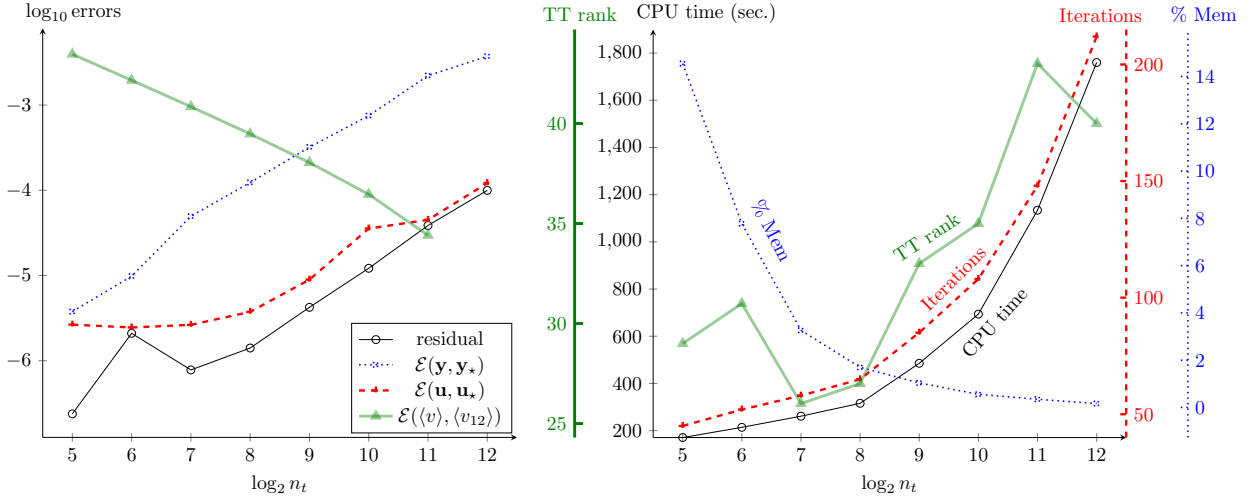 log₁₀ errors
−3
−4
−5
−6
5 6 7 8 9 10 11 12
log₂ nₜ
residual
ℰ(𝐲, 𝐲⋆)
ℰ(𝐮, 𝐮⋆)
ℰ(⟨v⟩, ⟨v₁₂⟩)
TT rank
40
35
30
25
CPU time (sec.)
1,800
1,600
1,400
1,200
1,000
800
600
400
200
5 6 7 8 9 10 11 12
log₂ nₜ
% Mem
TT rank
Iterations
CPU time
Iterations
200
150
100
50
% Mem
14
12
10
8
6
4
2
0